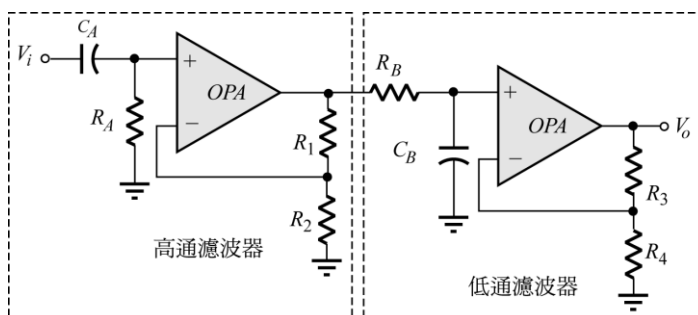 C_A
V_i
+
OPA
−
R_A
R_1
R_2
高通濾波器
R_B
C_B
+
OPA
−
V_o
R_3
R_4
低通濾波器